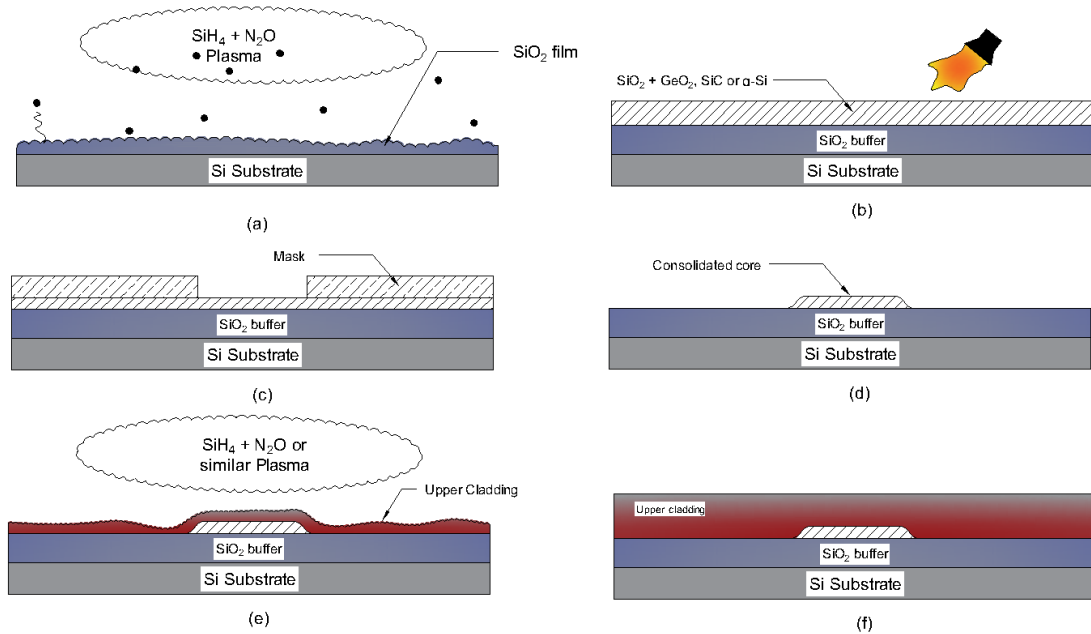 SiH₄ + N₂O
Plasma
SiO₂ film
Si Substrate
(a)
SiO₂ + GeO₂, SiC or α-Si
SiO₂ buffer
Si Substrate
(b)
Mask
SiO₂ buffer
Si Substrate
(c)
Consolidated core
SiO₂ buffer
Si Substrate
(d)
SiH₄ + N₂O or
similar Plasma
Upper Cladding
SiO₂ buffer
Si Substrate
(e)
Upper cladding
SiO₂ buffer
Si Substrate
(f)